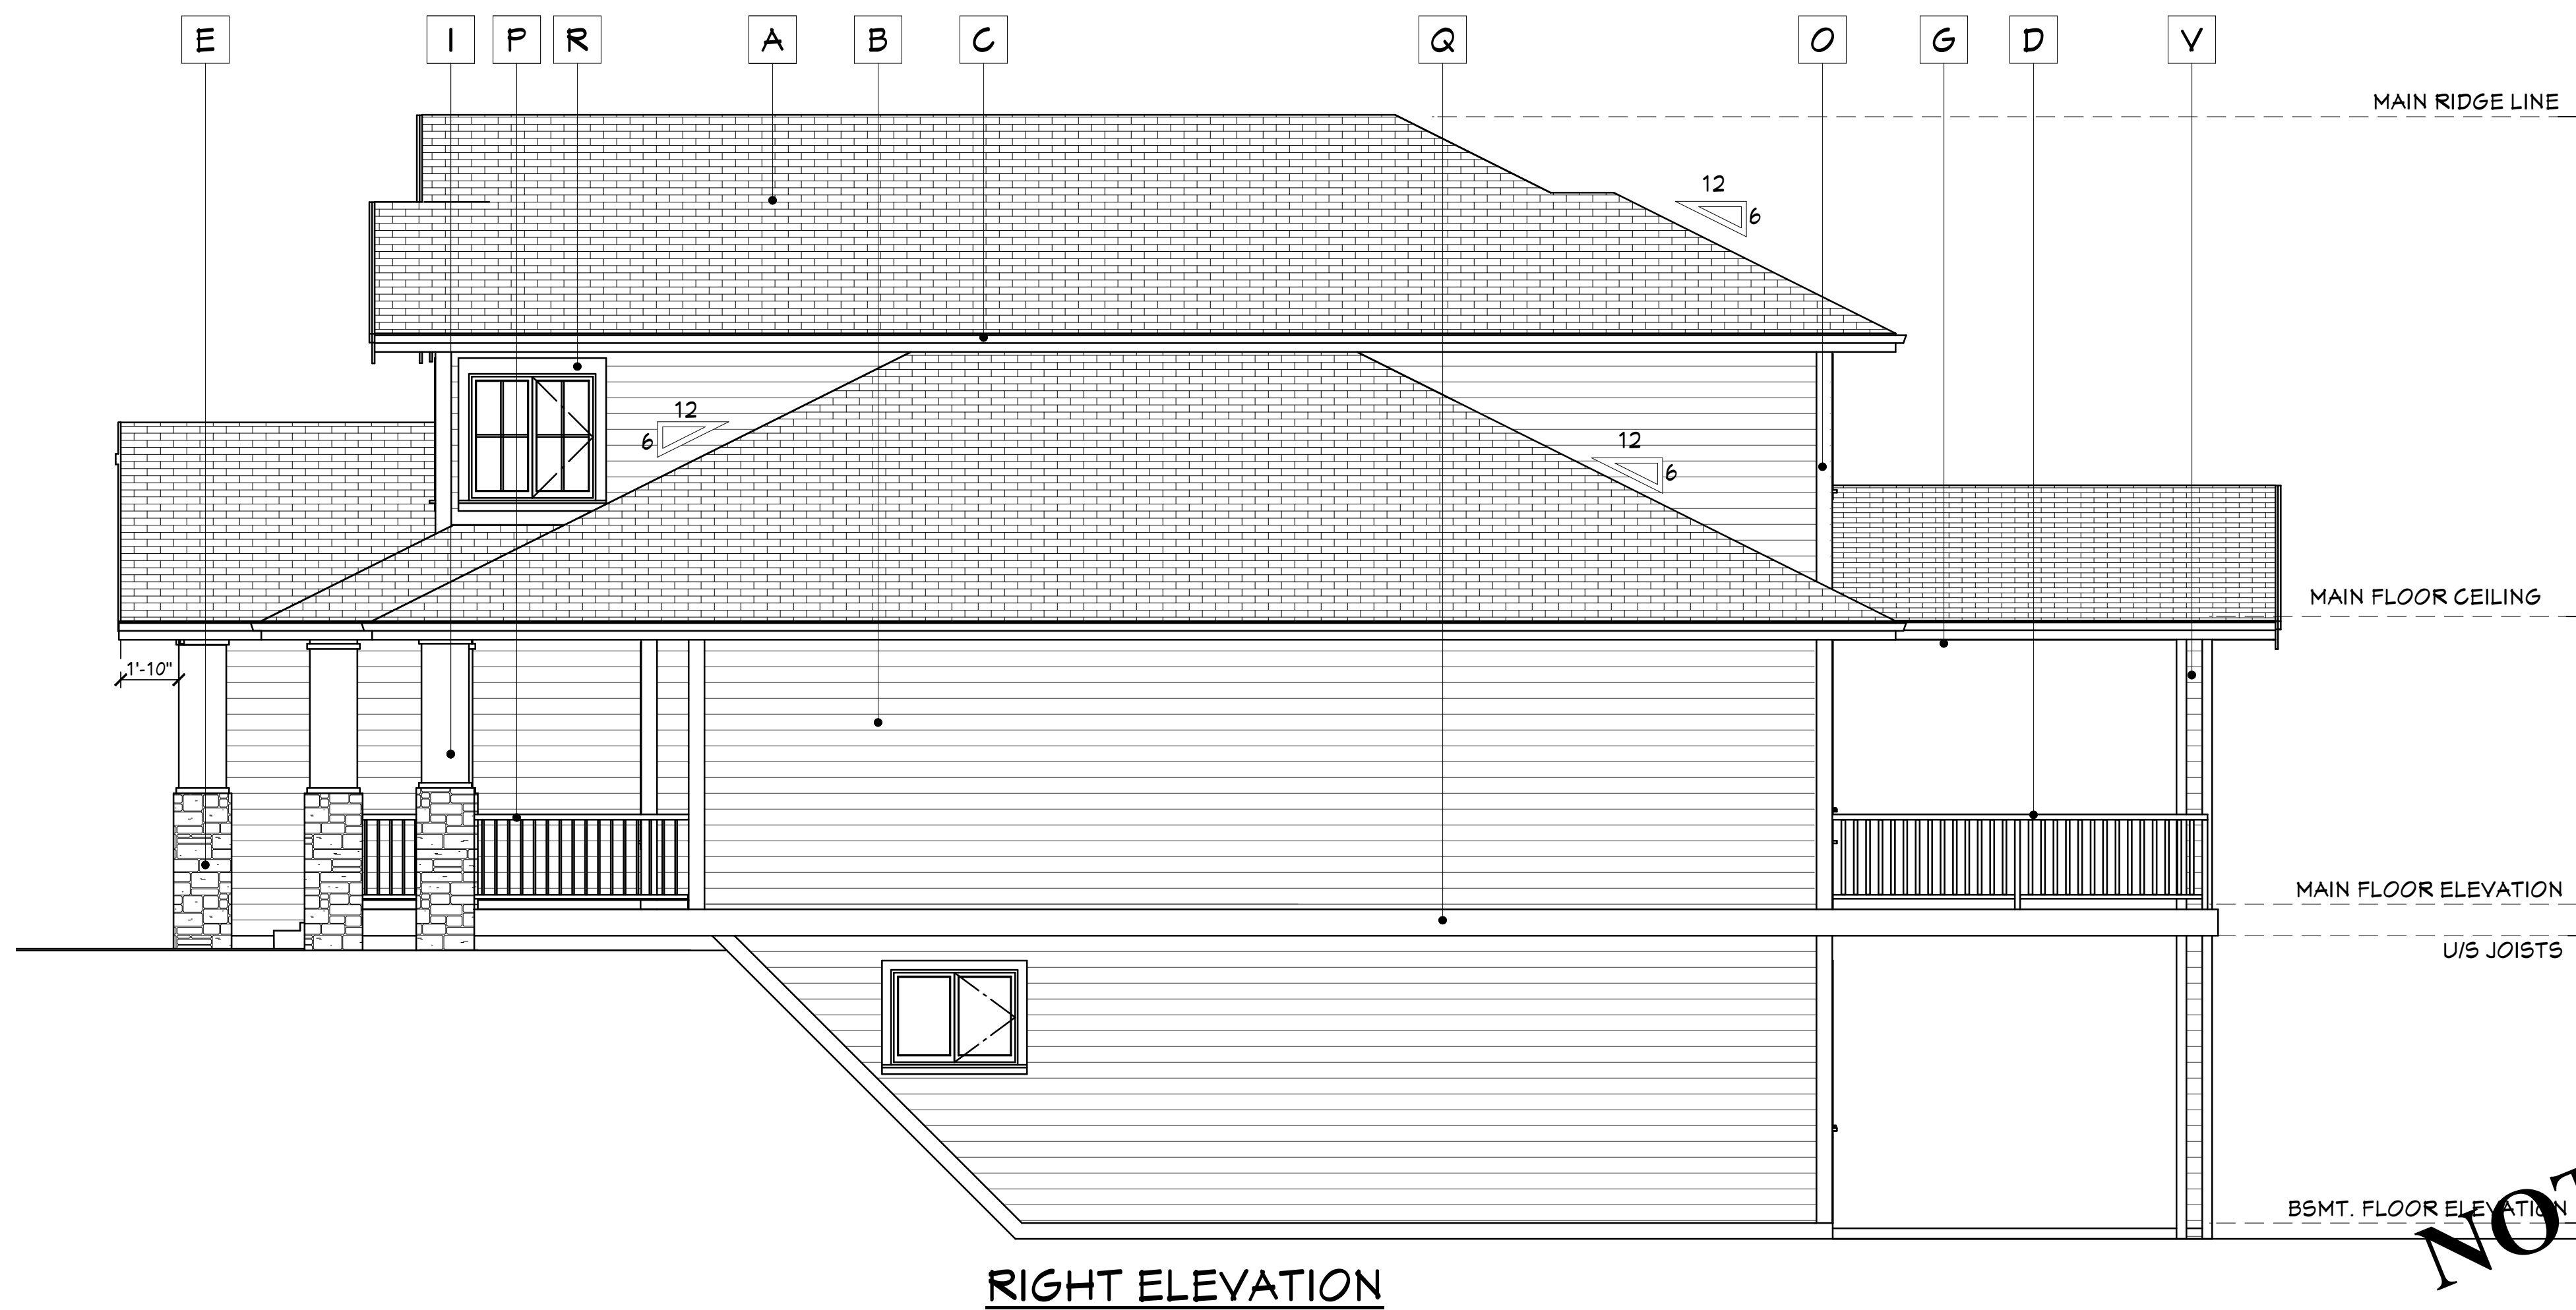 E I P R A B C Q O G D V
MAIN RIDGE LINE
12
6
12
6
12
6
MAIN FLOOR CEILING
1'-10"
MAIN FLOOR ELEVATION
U/S JOISTS
BSMT. FLOOR ELEVATION
NOT
RIGHT ELEVATION